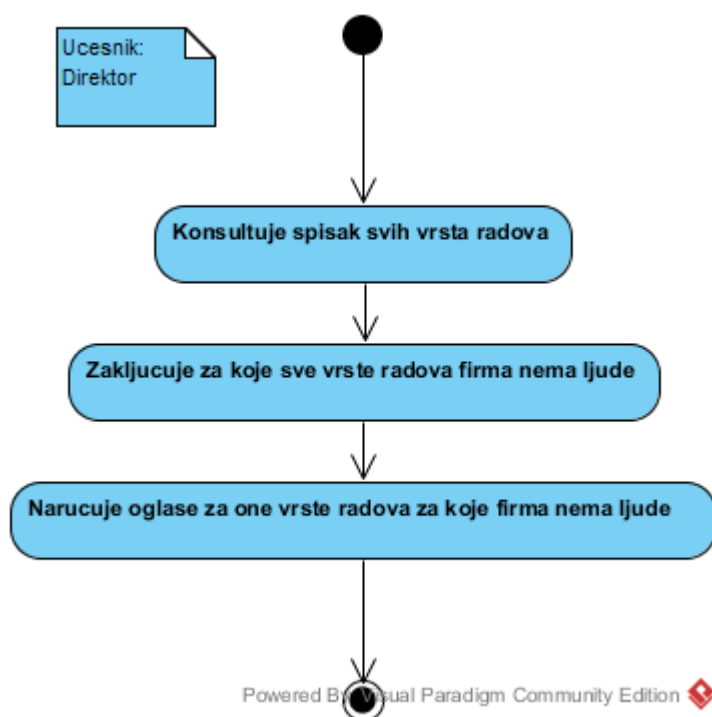 Ucesnik:
Direktor
Konsultuje spisak svih vrsta radova
Zakljucuje za koje sve vrste radova firma nema ljude
Narucuje oglase za one vrste radova za koje firma nema ljude
Powered By Visual Paradigm Community Edition